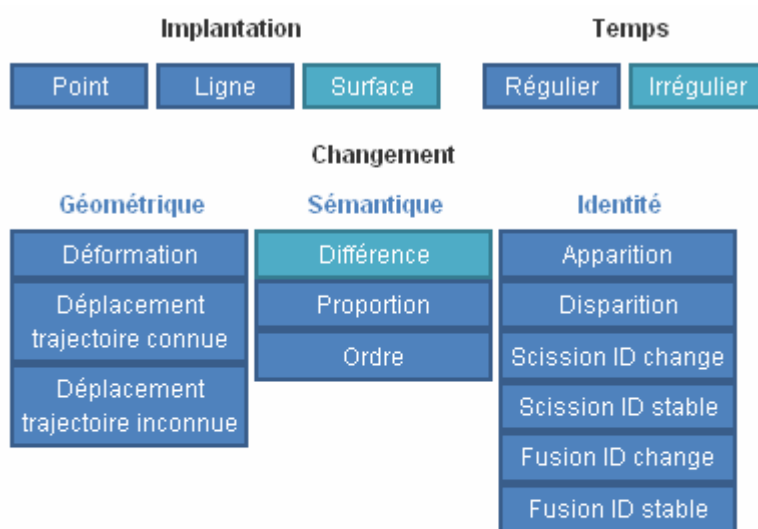 Implantation
Temps
Point
Ligne
Surface
Régulier
Irrégulier
Changement
Géométrique
Déformation
Déplacement
trajectoire connue
Déplacement
trajectoire inconnue
Sémantique
Différence
Proportion
Ordre
Identité
Apparition
Disparition
Scission ID change
Scission ID stable
Fusion ID change
Fusion ID stable